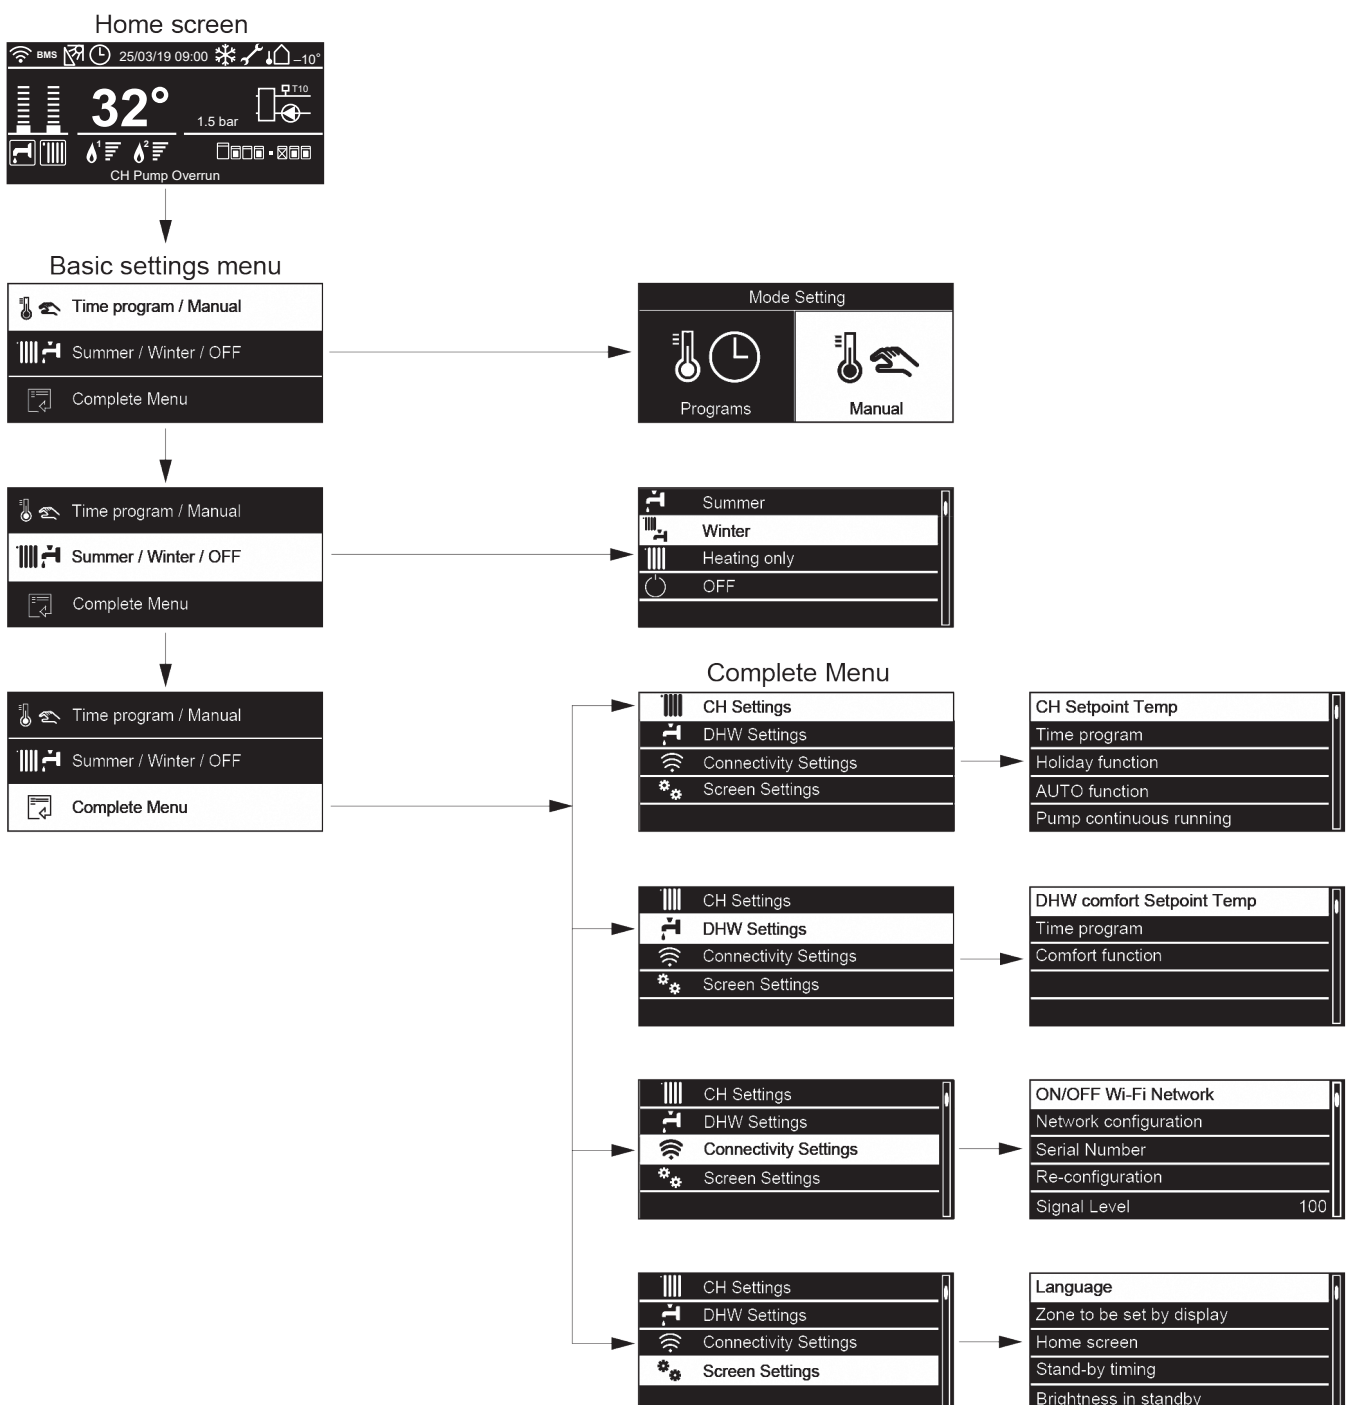 Home screen
BMS 25/03/19 09:00 –10°
32° T10
1.5 bar
1 2
CH Pump Overrun
Basic settings menu
Time program / Manual
Summer / Winter / OFF
Complete Menu
Mode Setting
Programs Manual
Time program / Manual
Summer / Winter / OFF
Complete Menu
Summer
Winter
Heating only
OFF
Time program / Manual
Summer / Winter / OFF
Complete Menu
Complete Menu
CH Settings
DHW Settings
Connectivity Settings
Screen Settings
CH Setpoint Temp
Time program
Holiday function
AUTO function
Pump continuous running
CH Settings
DHW Settings
Connectivity Settings
Screen Settings
DHW comfort Setpoint Temp
Time program
Comfort function
CH Settings
DHW Settings
Connectivity Settings
Screen Settings
ON/OFF Wi-Fi Network
Network configuration
Serial Number
Re-configuration
Signal Level 100
CH Settings
DHW Settings
Connectivity Settings
Screen Settings
Language
Zone to be set by display
Home screen
Stand-by timing
Brightness in standby